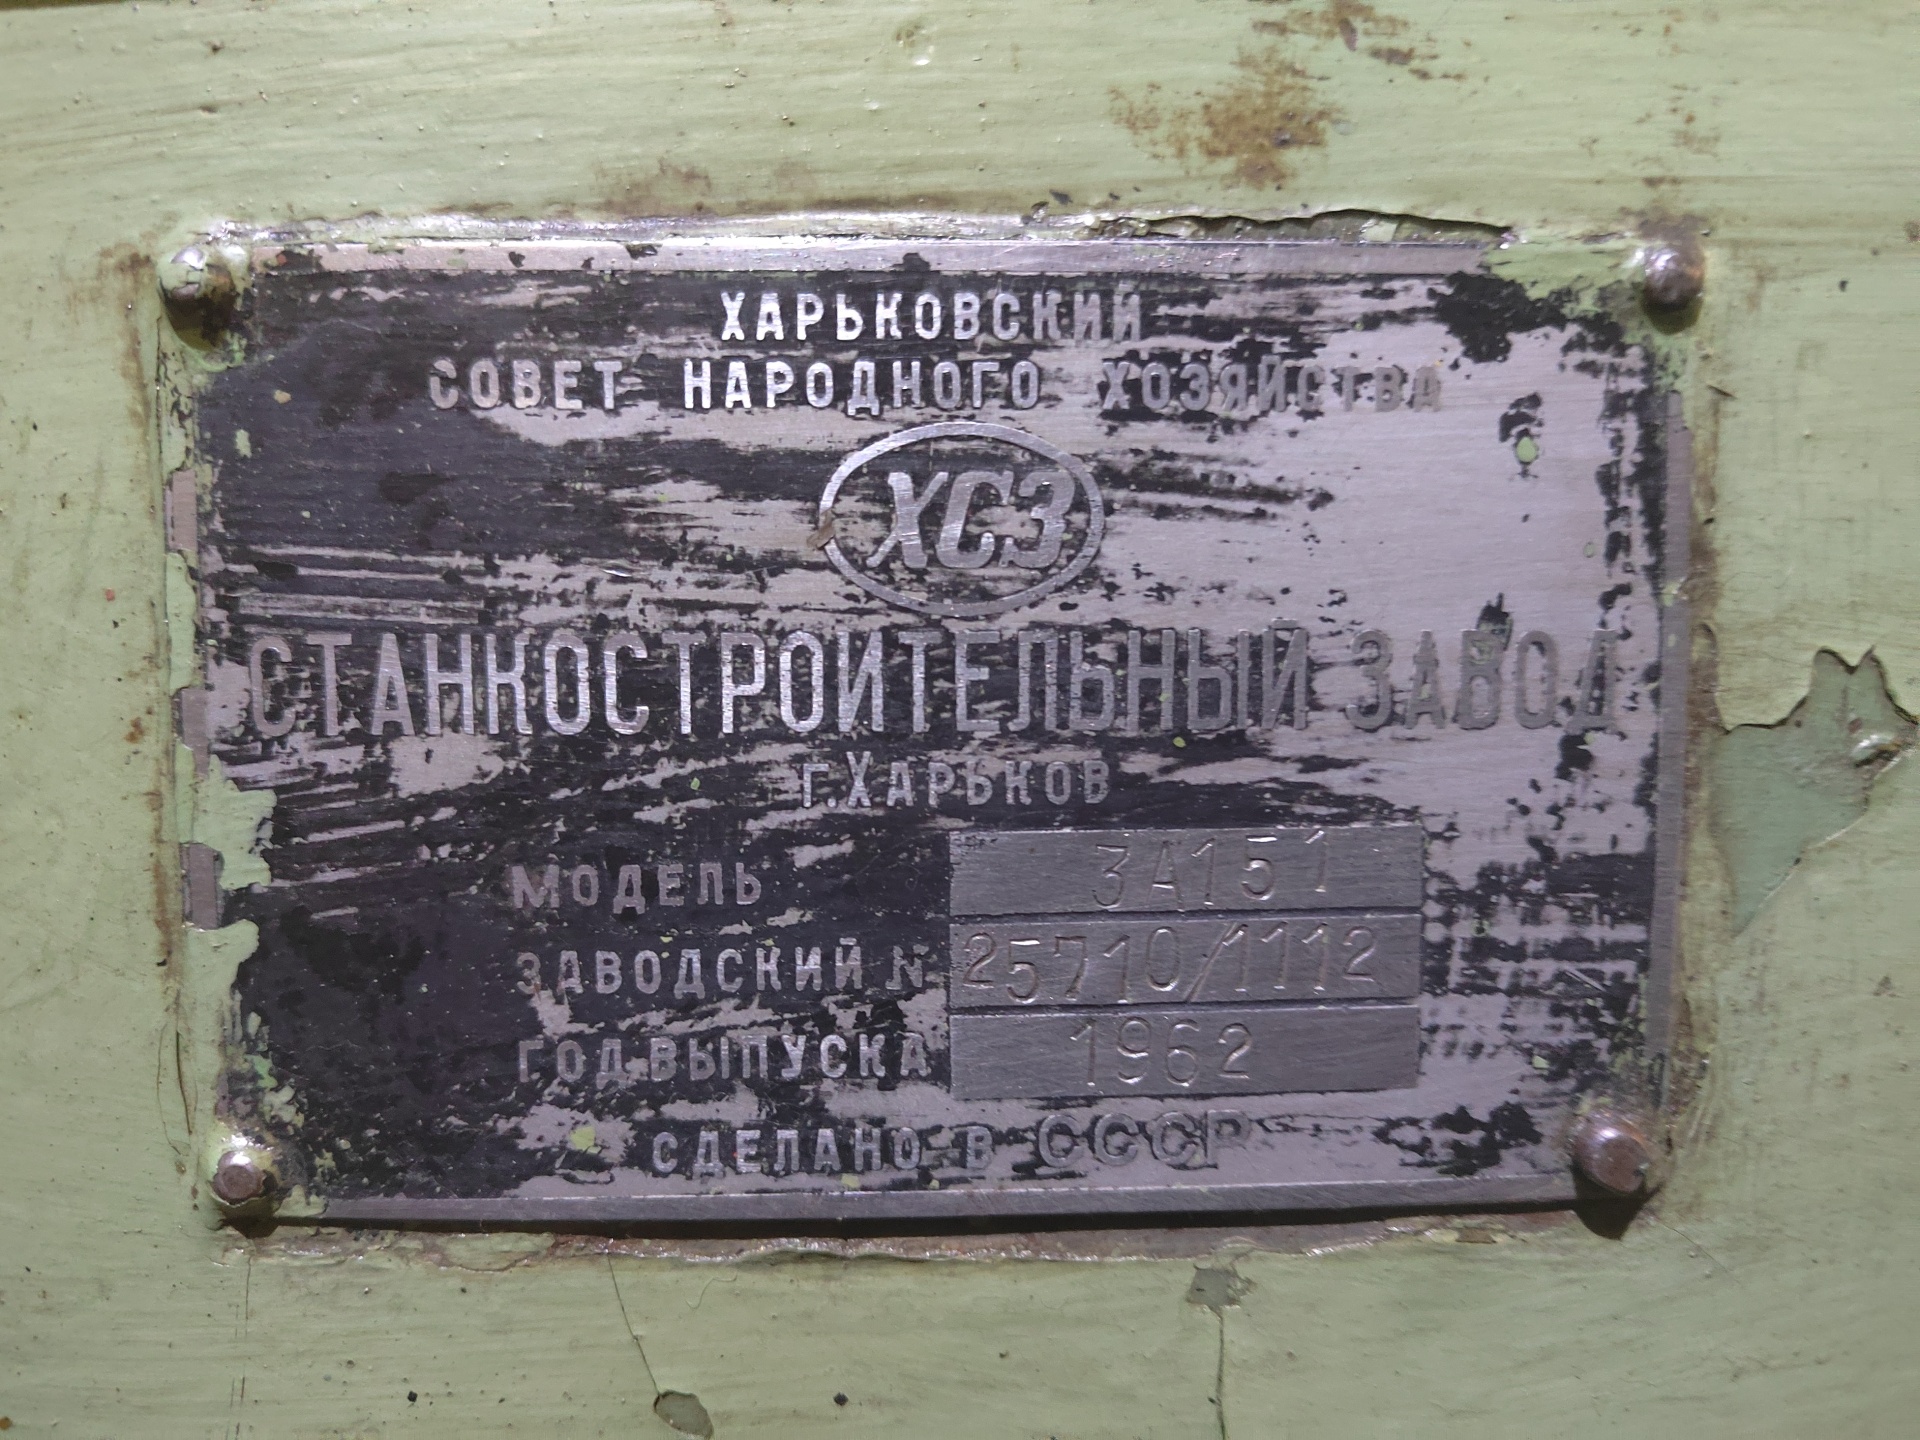 ХАРЬКОВСКИЙ
СОВЕТ НАРОДНОГО ХОЗЯЙСТВА
ХСЗ
СТАНКОСТРОИТЕЛЬНЫЙ ЗАВОД
г. ХАРЬКОВ
МОДЕЛЬ 3А151
ЗАВОДСКИЙ № 25710/1112
ГОД ВЫПУСКА 1962
СДЕЛАНО В СССР